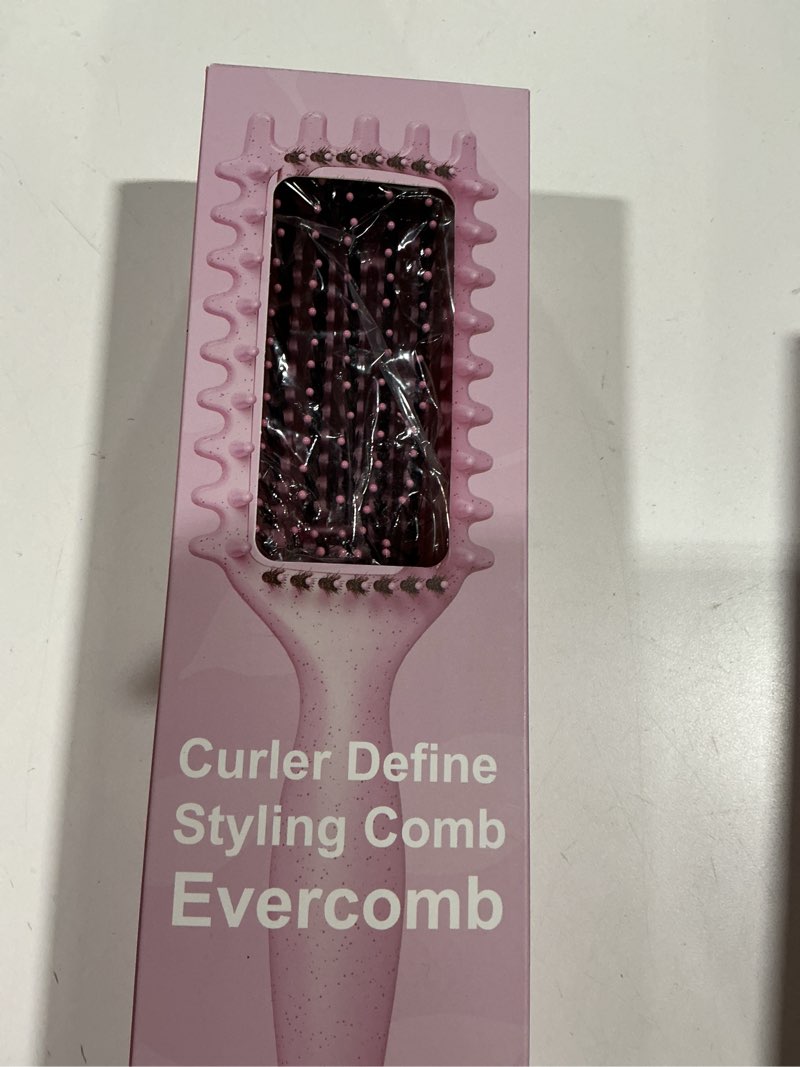 Curler Define
Styling Comb
Evercomb